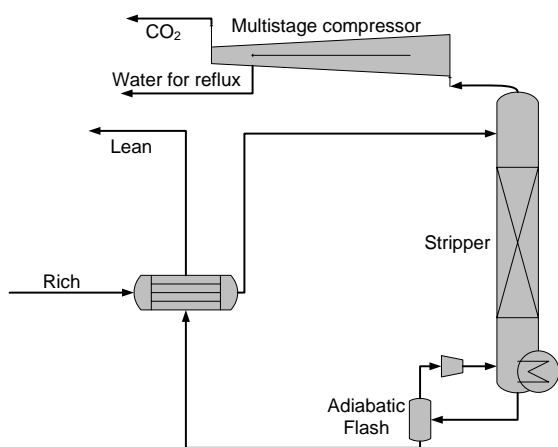 Multistage compressor
CO₂
Water for reflux
Lean
Stripper
Rich
Adiabatic
Flash